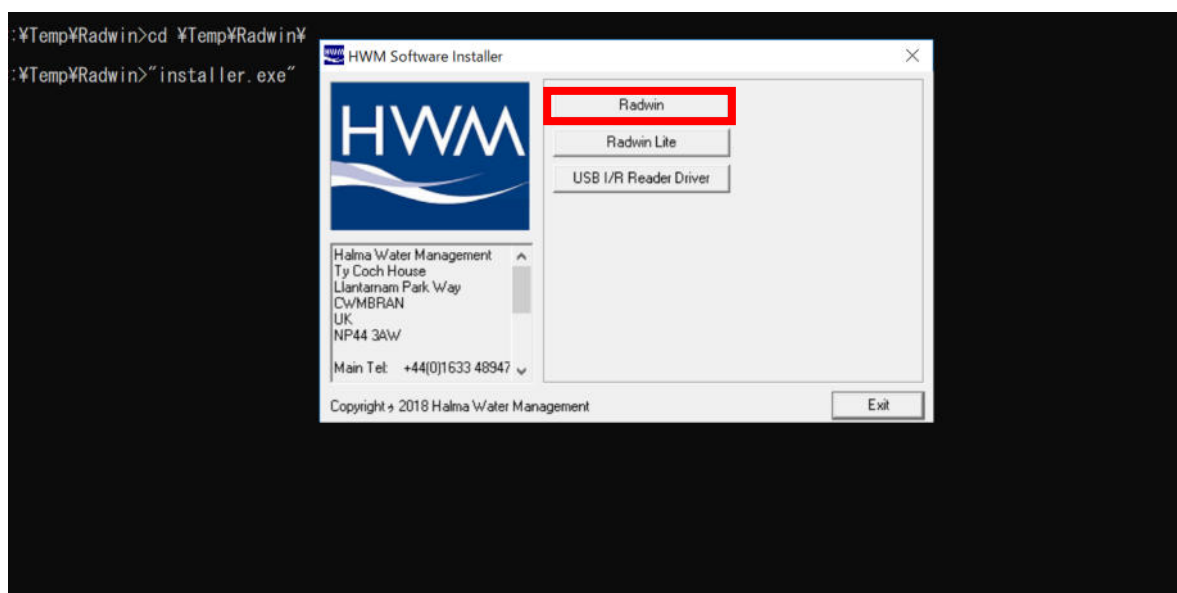 :¥Temp¥Radwin>cd ¥Temp¥Radwin¥
:¥Temp¥Radwin>"installer.exe"
HWM Software Installer
HWM
Radwin
Radwin Lite
USB I/R Reader Driver
Halma Water Management
Ty Coch House
Llantarnam Park Way
CWMBRAN
UK
NP44 3AW
Main Tel: +44(0)1633 48947
Copyright ｩ 2018 Halma Water Management
Exit